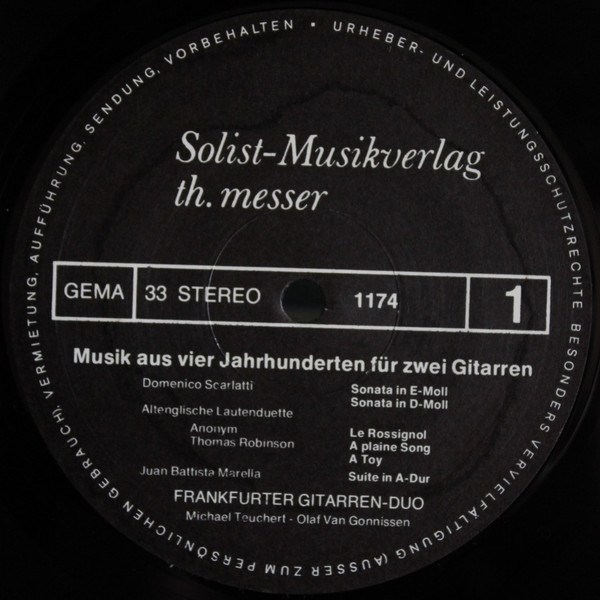 URHEBER- UND LEISTUNGSSCHUTZRECHTE BESONDERS VERVIELFÄLTIGUNG (AUSSER ZUM PERSÖNLICHEN GEBRAUCH), VERMIETUNG, AUFFÜHRUNG, SENDUNG, VORBEHALTEN •
Solist-Musikverlag
th. messer
GEMA 33 STEREO 1174 1
Musik aus vier Jahrhunderten für zwei Gitarren
Domenico Scarlatti Sonata in E-Moll
Sonata in D-Moll
Altenglische Lautenduette
Anonym Le Rossignol
Thomas Robinson A plaine Song
A Toy
Juan Battista Marella Suite in A-Dur
FRANKFURTER GITARREN-DUO
Michael Teuchert - Olaf Van Gonnissen